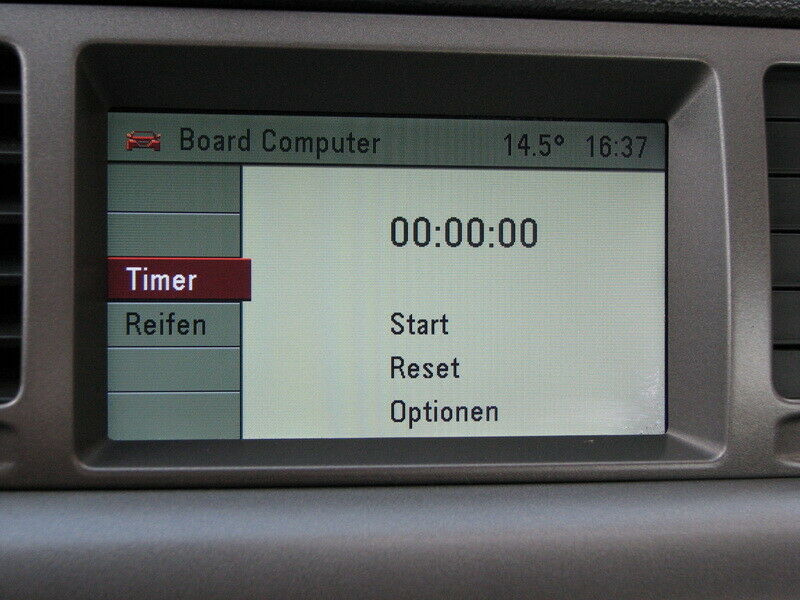 Board Computer 14.5° 16:37
00:00:00
Timer
Reifen
Start
Reset
Optionen